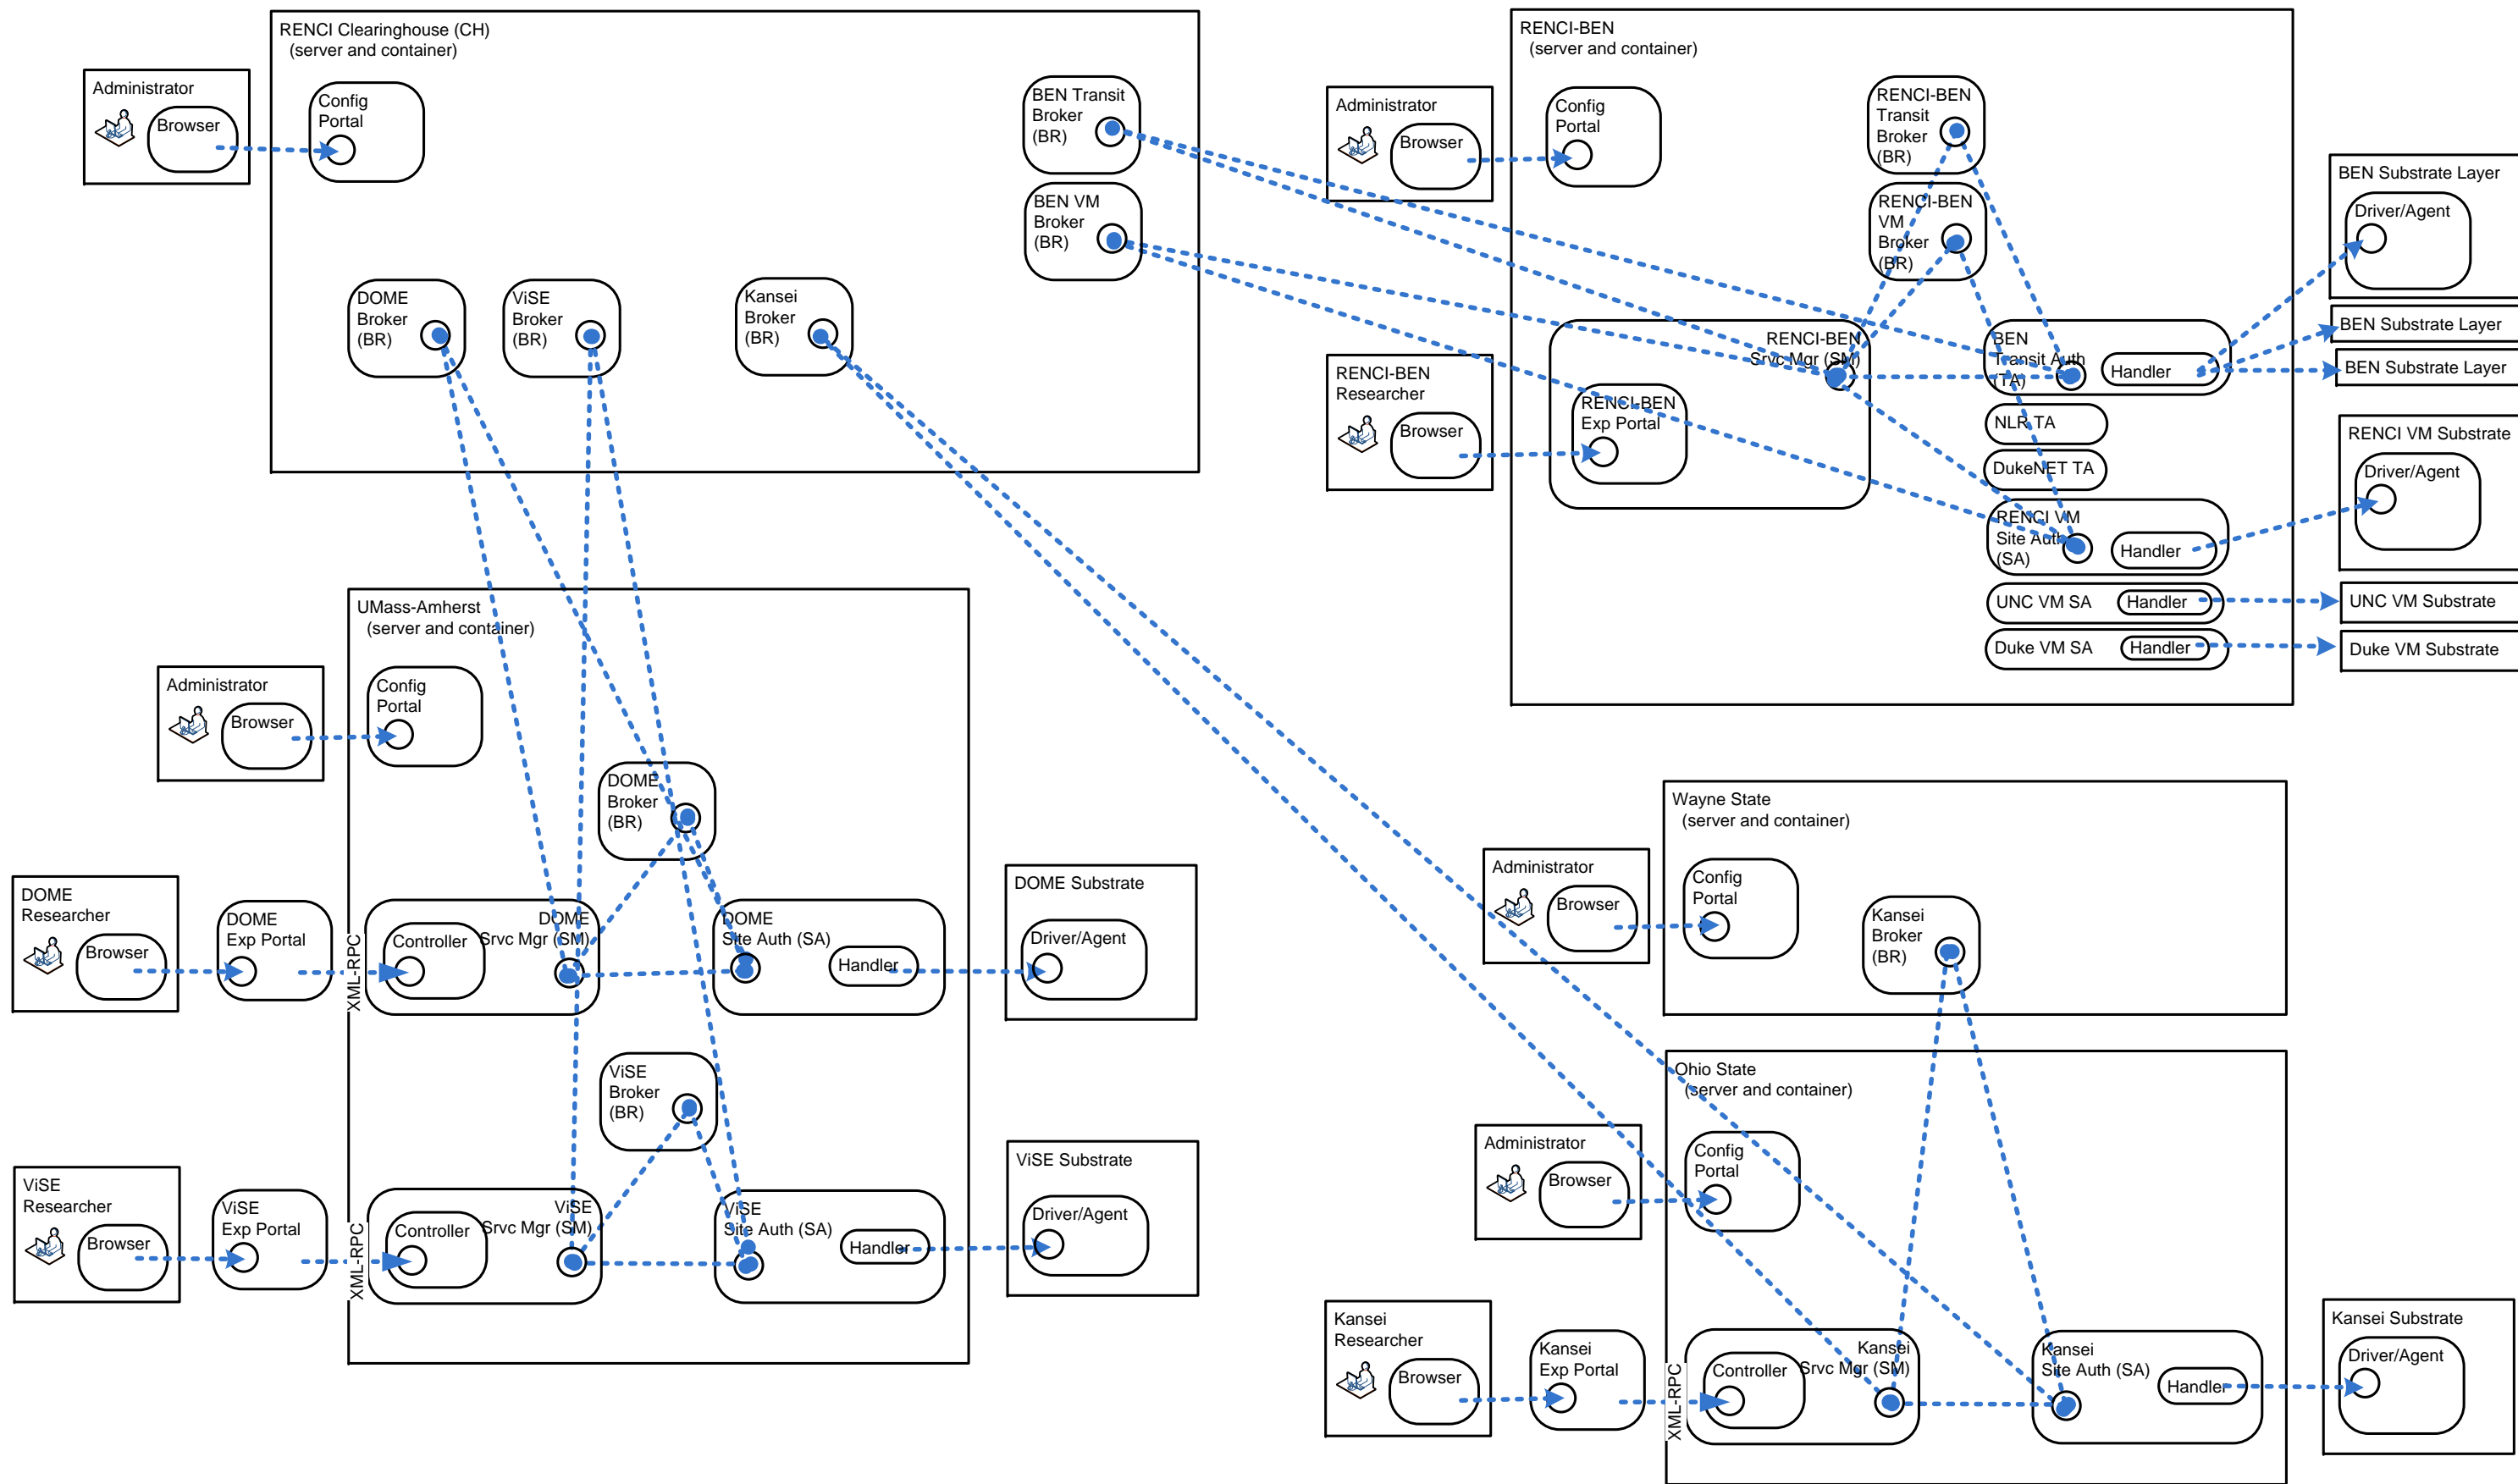 RENCI Clearinghouse (CH)
(server and container)
Administrator
Browser
Config
Portal
BEN Transit
Broker
(BR)
BEN VM
Broker
(BR)
DOME
Broker
(BR)
ViSE
Broker
(BR)
Kansei
Broker
(BR)
RENCI-BEN
(server and container)
Administrator
Browser
Config
Portal
RENCI-BEN
Transit
Broker
(BR)
RENCI-BEN
VM
Broker
(BR)
RENCI-BEN
Researcher
Browser
RENCI-BEN
Srvc Mgr (SM)
RENCI-BEN
Exp Portal
BEN
Transit Auth
(TA)
Handler
NLR TA
DukeNET TA
RENCI VM
Site Auth
(SA)
Handler
UNC VM SA
Handler
Duke VM SA
Handler
BEN Substrate Layer
Driver/Agent
BEN Substrate Layer
BEN Substrate Layer
RENCI VM Substrate
Driver/Agent
UNC VM Substrate
Duke VM Substrate
UMass-Amherst
(server and container)
Administrator
Browser
Config
Portal
DOME
Broker
(BR)
DOME
Researcher
Browser
DOME
Exp Portal
XML-RPC
Controller
DOME
Srvc Mgr (SM)
DOME
Site Auth (SA)
Handler
DOME Substrate
Driver/Agent
ViSE
Broker
(BR)
ViSE
Researcher
Browser
ViSE
Exp Portal
XML-RPC
Controller
ViSE
Srvc Mgr (SM)
ViSE
Site Auth (SA)
Handler
ViSE Substrate
Driver/Agent
Wayne State
(server and container)
Administrator
Browser
Config
Portal
Kansei
Broker
(BR)
Ohio State
(server and container)
Administrator
Browser
Config
Portal
Kansei
Researcher
Browser
Kansei
Exp Portal
XML-RPC
Controller
Kansei
Srvc Mgr (SM)
Kansei
Site Auth (SA)
Handler
Kansei Substrate
Driver/Agent